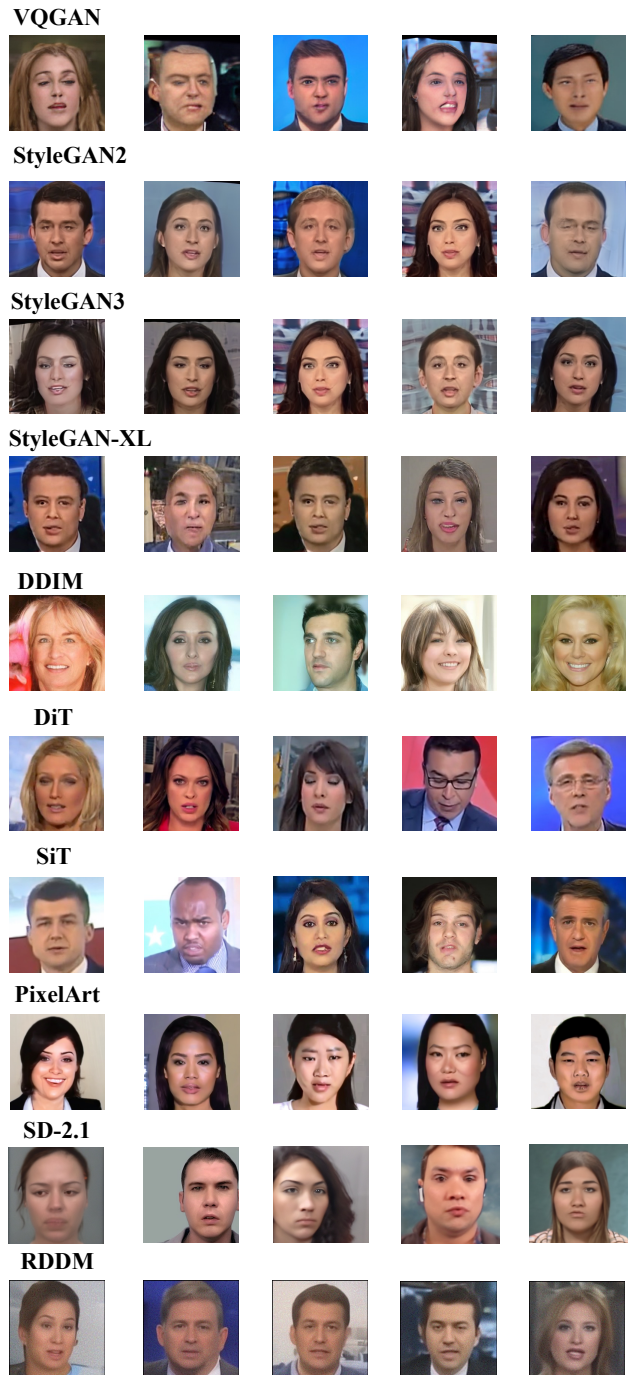 VQGAN
StyleGAN2
StyleGAN3
StyleGAN-XL
DDIM
DiT
SiT
PixelArt
SD-2.1
RDDM